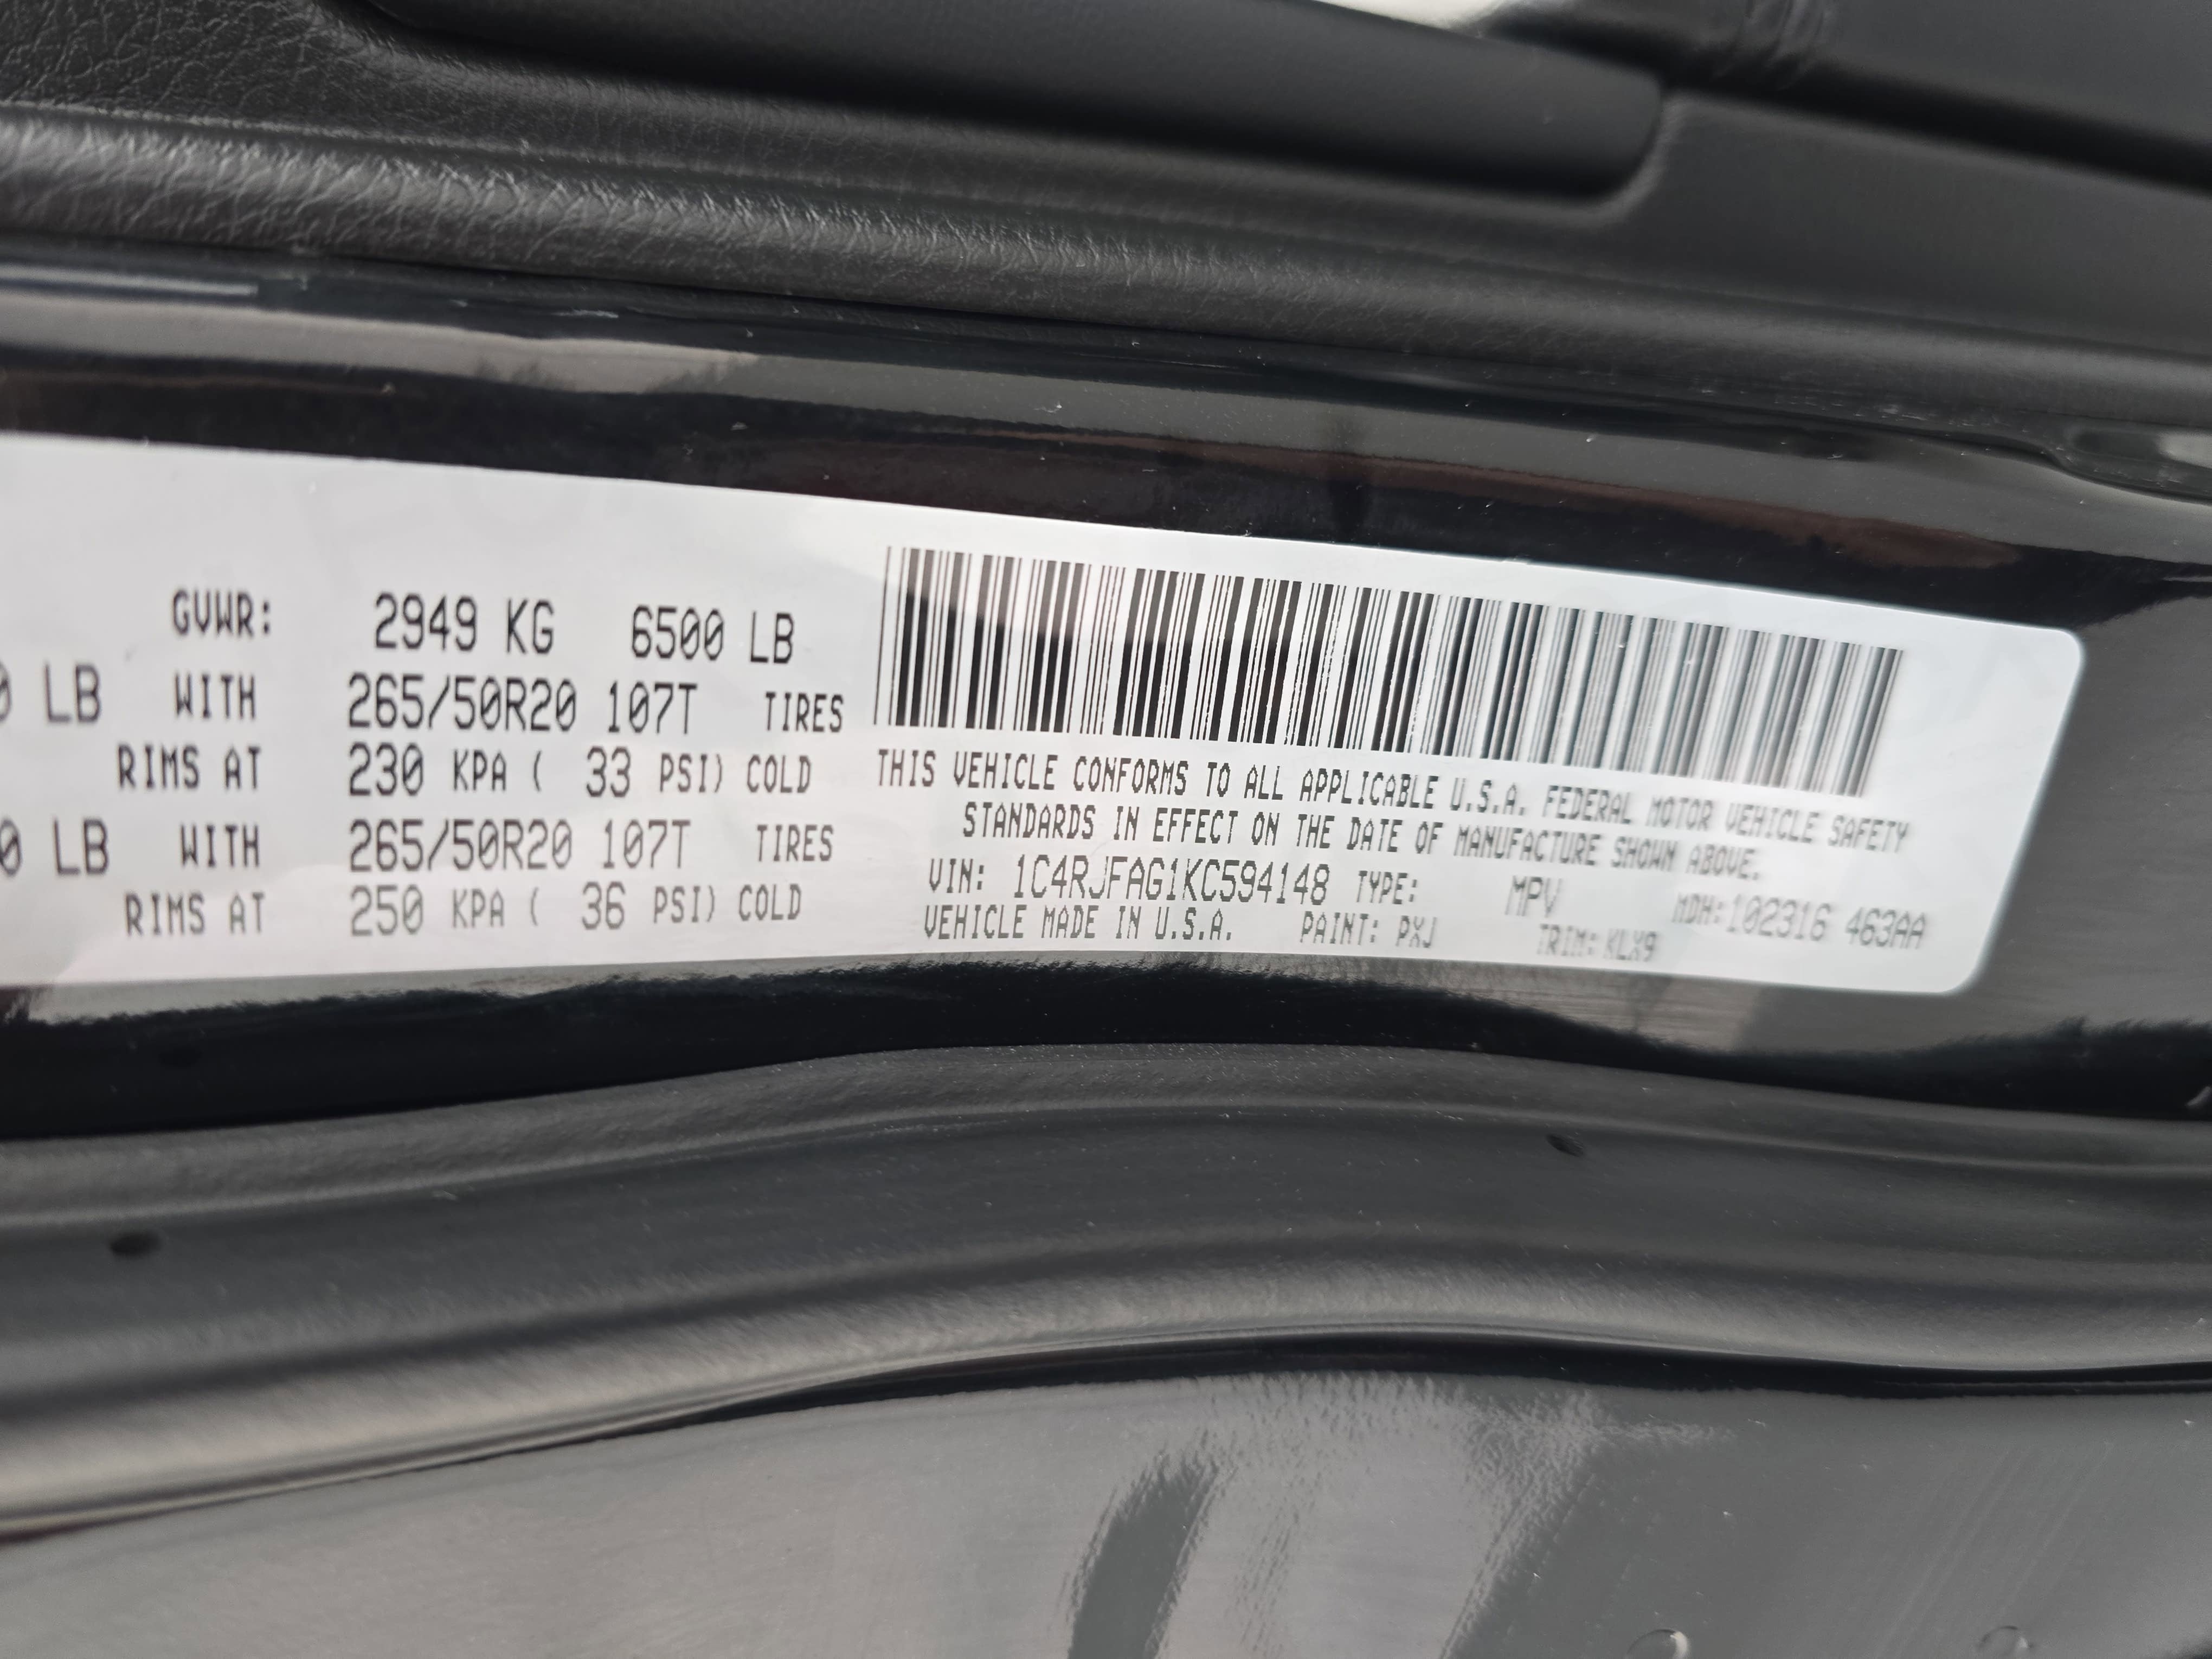 GVWR: 2949 KG 6500 LB
LB WITH 265/50R20 107T TIRES
RIMS AT 230 KPA ( 33 PSI) COLD
LB WITH 265/50R20 107T TIRES
RIMS AT 250 KPA ( 36 PSI) COLD
THIS VEHICLE CONFORMS TO ALL APPLICABLE U.S.A. FEDERAL MOTOR VEHICLE SAFETY
STANDARDS IN EFFECT ON THE DATE OF MANUFACTURE SHOWN ABOVE.
VIN: 1C4RJFAG1KC594148 TYPE: MPV MDH:102316 463AA
VEHICLE MADE IN U.S.A. PAINT: PXJ TRIM: KLX9